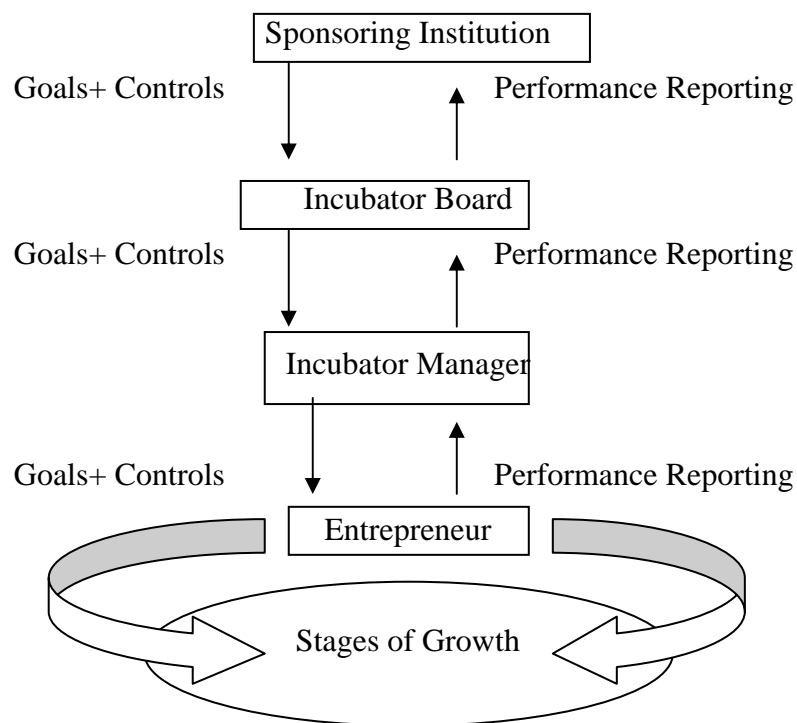 Sponsoring Institution
Goals+ Controls
Performance Reporting
Incubator Board
Goals+ Controls
Performance Reporting
Incubator Manager
Goals+ Controls
Performance Reporting
Entrepreneur
Stages of Growth